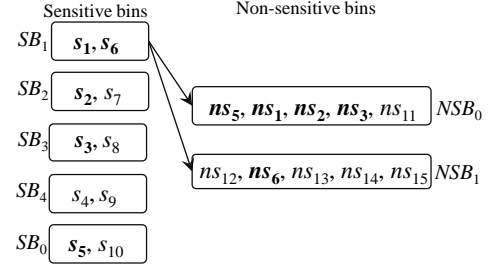 Sensitive bins
Non-sensitive bins
SB₁ s₁, s₆
SB₂ s₂, s₇
SB₃ s₃, s₈
SB₄ s₄, s₉
SB₀ s₅, s₁₀
ns₅, ns₁, ns₂, ns₃, ns₁₁ NSB₀
ns₁₂, ns₆, ns₁₃, ns₁₄, ns₁₅ NSB₁